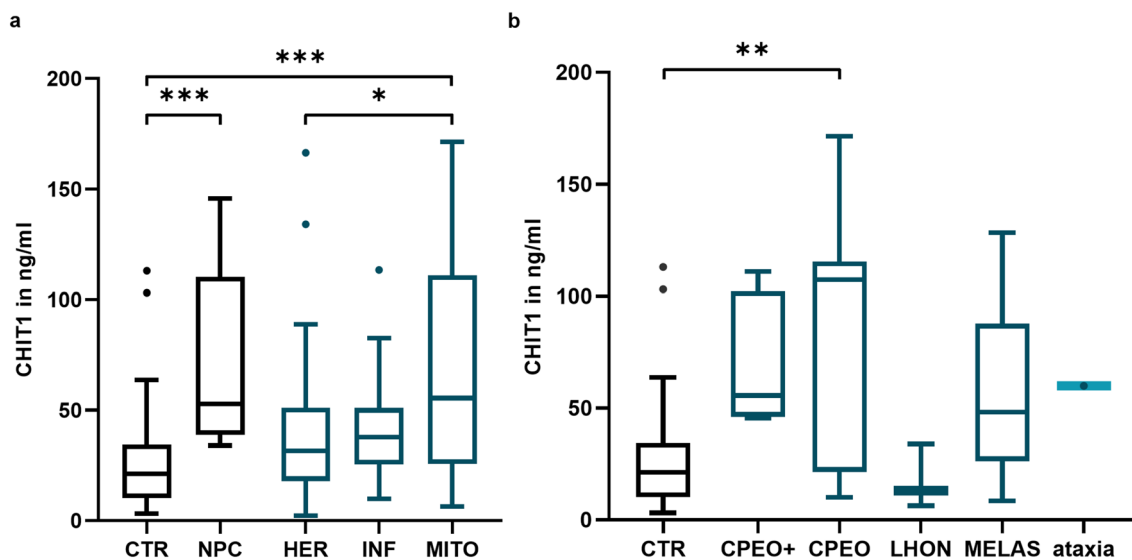 a
***
***
*
200
150
100
50
0
CHIT1 in ng/ml
CTR NPC HER INF MITO
b
**
200
150
100
50
0
CHIT1 in ng/ml
CTR CPEO+ CPEO LHON MELAS ataxia